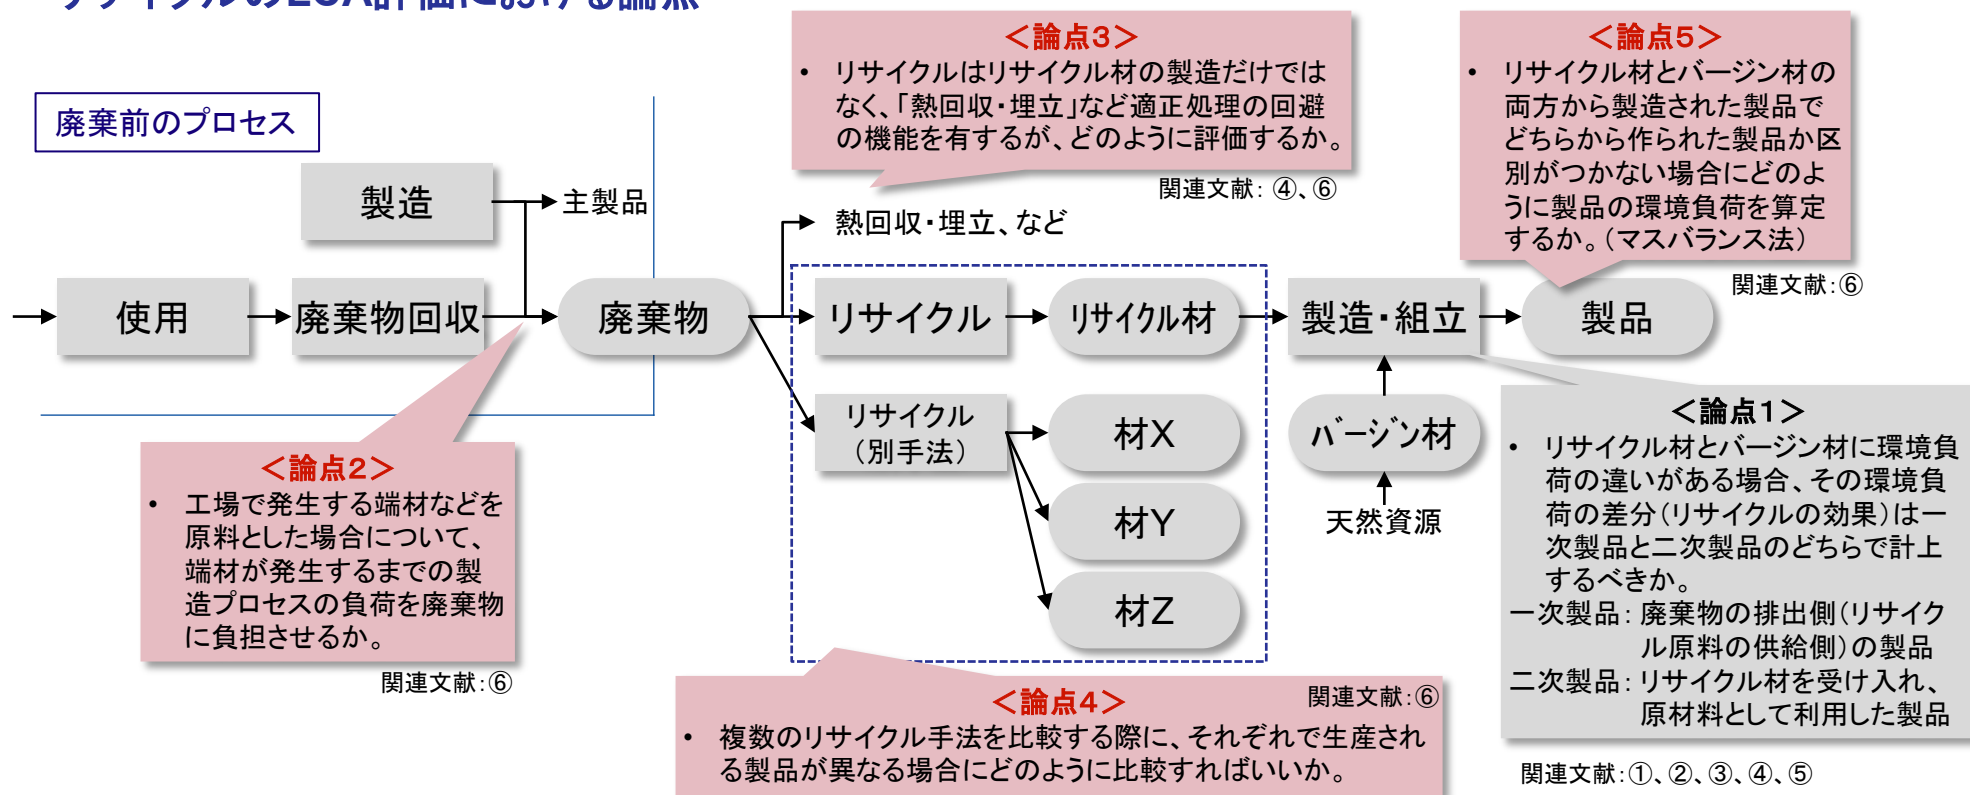 リサイクルのLCA評価における論点
廃棄前のプロセス
製造
主製品
使用
廃棄物回収
廃棄物
<論点2>
• 工場で発生する端材などを
原料とした場合について、
端材が発生するまでの製
造プロセスの負荷を廃棄物
に負担させるか。
関連文献:⑥
<論点3>
• リサイクルはリサイクル材の製造だけでは
なく、「熱回収・埋立」など適正処理の回避
の機能を有するが、どのように評価するか。
関連文献: ④、⑥
熱回収・埋立、など
リサイクル
リサイクル材
リサイクル
(別手法)
材X
材Y
材Z
<論点4>
関連文献:⑥
• 複数のリサイクル手法を比較する際に、それぞれで生産され
る製品が異なる場合にどのように比較すればいいか。
製造・組立
製品
バージン材
天然資源
<論点5>
• リサイクル材とバージン材の
両方から製造された製品で
どちらから作られた製品か区
別がつかない場合にどのよ
うに製品の環境負荷を算定
するか。(マスバランス法)
関連文献:⑥
<論点1>
• リサイクル材とバージン材に環境負
荷の違いがある場合、その環境負
荷の差分(リサイクルの効果)は一
次製品と二次製品のどちらで計上
するべきか。
一次製品: 廃棄物の排出側(リサイク
ル原料の供給側)の製品
二次製品: リサイクル材を受け入れ、
原材料として利用した製品
関連文献:①、②、③、④、⑤